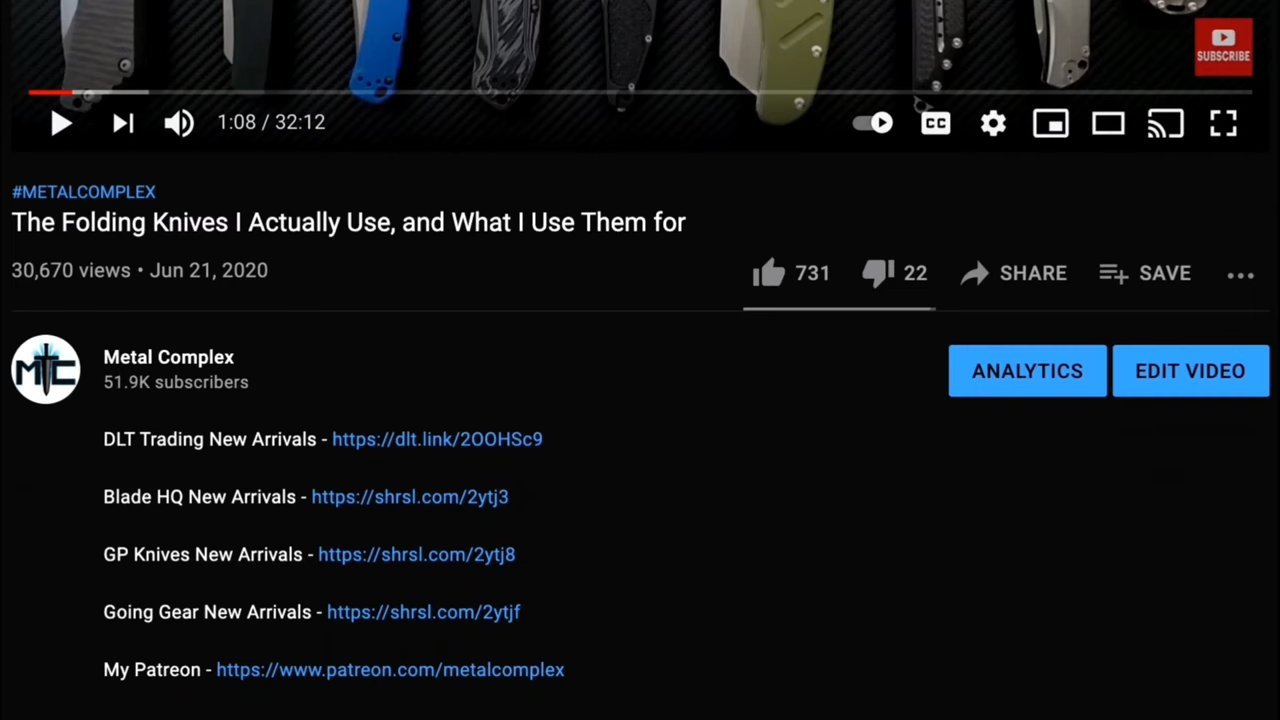 SUBSCRIBE
1:08 / 32:12
CC
#METALCOMPLEX
The Folding Knives I Actually Use, and What I Use Them for
30,670 views • Jun 21, 2020
731 22 SHARE SAVE
MTC
Metal Complex
51.9K subscribers
ANALYTICS EDIT VIDEO
DLT Trading New Arrivals - https://dlt.link/2OOHSc9
Blade HQ New Arrivals - https://shrsl.com/2ytj3
GP Knives New Arrivals - https://shrsl.com/2ytj8
Going Gear New Arrivals - https://shrsl.com/2ytjf
My Patreon - https://www.patreon.com/metalcomplex